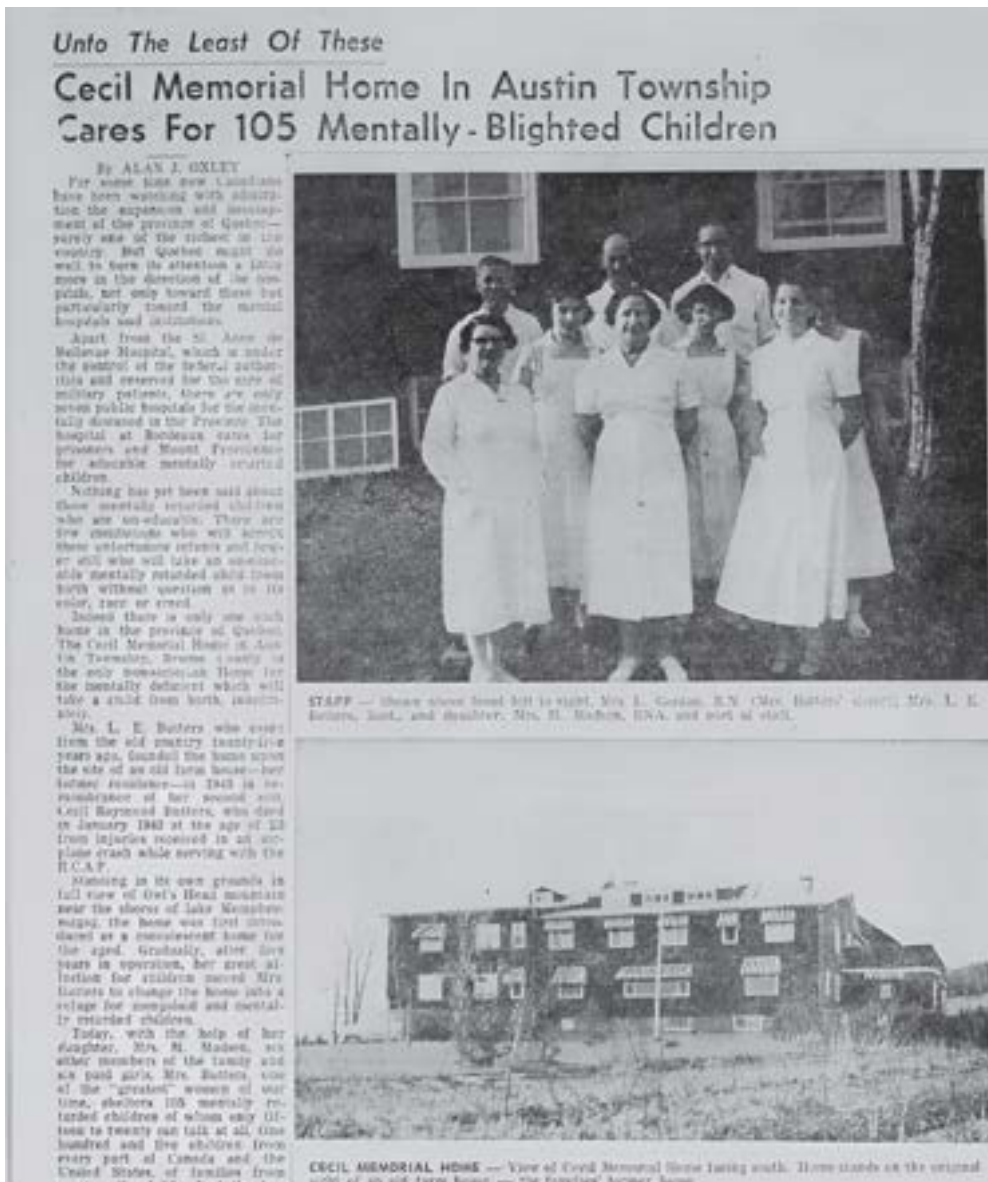 Unto The Least Of These
Cecil Memorial Home In Austin Township
Cares For 105 Mentally-Blighted Children
By ALAN J. OXLEY
For some time now Canadians
have been watching with admira-
tion the expansion and develop-
ment of the province of Quebec—
surely one of the richest in the
country. But Quebec might do
well to turn its attention a little
more in the direction of the hos-
pitals, not only toward these but
particularly toward the mental
hospitals and institutions.
Apart from the St. Anne de
Bellevue Hospital, which is under
the control of the federal author-
ities and reserved for the care of
military patients, there are only
seven public hospitals for the men-
tally diseased in the Province. The
hospital at Bordeaux cares for
prisoners and Mount Providence
for educable mentally retarded
children.
Nothing has yet been said about
those mentally retarded children
who are un-educable. There are
few institutions who will accept
these unfortunate infants and few-
er still who will take an
mentally retarded child from
birth without question as to its
color, race or creed.
Indeed there is only one such
home in the province of Quebec.
The Cecil Memorial Home in Aus-
tin Township, Brome County is
the only Home for
the mentally deficient which will
take a child from birth,
Mrs. L. E. Butters who came
from the old country twenty-five
years ago, founded the home upon
the site of an old farm house—her
former residence—in in re-
membrance of her second son,
Cecil Raymond Butters, who died
in January at the age of
from injuries received in an air-
plane crash while serving with the
R.C.A.F.
Standing in its own grounds in
full view of Owl's Head mountain
near the shores of lake Memphre-
magog, the home was first intro-
duced as a convalescent home for
the aged. Gradually, after
years in operation, her great af-
fection for children moved Mrs.
Butters to change the home into a
refuge for and mental-
ly retarded children.
Today, with the help of her
daughter, Mrs. M. Madsen, six
other members of the family and
six paid girls, Mrs. Butters, one
of the "greatest" women of our
time, shelters 105 mentally re-
tarded children of whom only fif-
teen to twenty can talk at all. One
hundred and five children from
every part of Canada and the
United States, of families from
STAFF — Shown above front left to right, Mrs. L. R.N. (Mrs. Butters' sister), Mrs. L. E.
Butters, Supt., and daughter, Mrs. M. Madsen, RNA, and part of staff.
CECIL MEMORIAL HOME — View of Cecil Memorial Home facing south. Home stands on the original
sight of an old farm house — the families' former home.